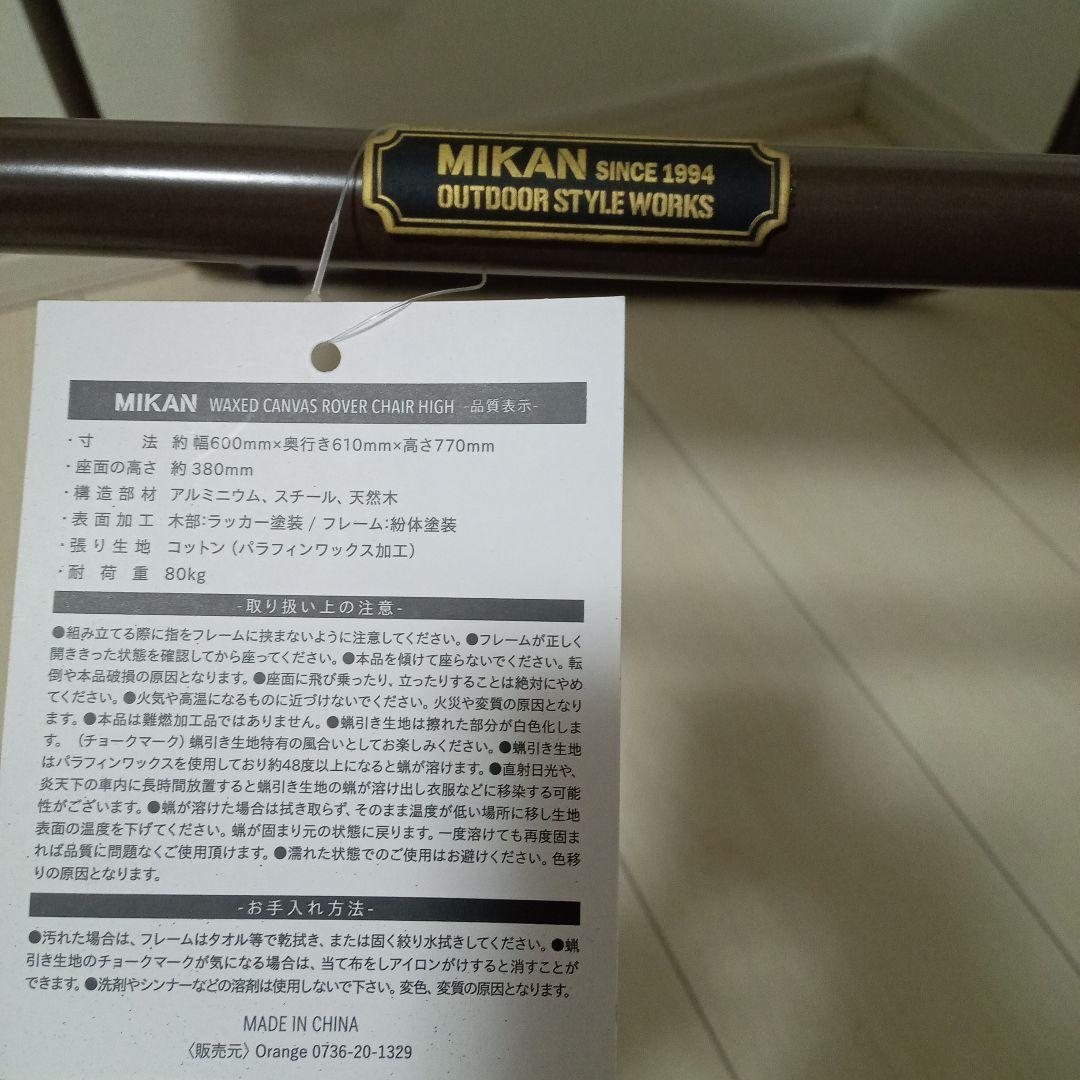 MIKAN SINCE 1994
OUTDOOR STYLE WORKS
MIKAN WAXED CANVAS ROVER CHAIR HIGH -品質表示-
・寸 法 約 幅600mm×奥行き610mm×高さ770mm
・座面の高さ 約 380mm
・構造部材 アルミニウム、スチール、天然木
・表面加工 木部:ラッカー塗装 / フレーム:紛体塗装
・張り生地 コットン (パラフィンワックス加工)
・耐荷重 80kg
-取り扱い上の注意-
●組み立てる際に指をフレームに挟まないように注意してください。●フレームが正しく
開ききった状態を確認してから座ってください。●本品を傾けて座らないでください。転
倒や本品破損の原因となります。●座面に飛び乗ったり、立ったりすることは絶対にやめ
てください。●火気や高温になるものに近づけないでください。火災や変質の原因となり
ます。●本品は難燃加工品ではありません。●蝋引き生地は擦れた部分が白色化しま
す。(チョークマーク) 蝋引き生地特有の風合いとしてお楽しみください。●蝋引き生地
はパラフィンワックスを使用しており約48度以上になると蝋が溶けます。●直射日光や、
炎天下の車内に長時間放置すると蝋引き生地の蝋が溶け出し衣服などに移染する可能
性がございます。●蝋が溶けた場合は拭き取らず、そのまま温度が低い場所に移し生地
表面の温度を下げてください。蝋が固まり元の状態に戻ります。一度溶けても再度固ま
れば品質に問題なくご使用頂けます。●濡れた状態でのご使用はお避けください。色移
りの原因となります。
-お手入れ方法-
●汚れた場合は、フレームはタオル等で乾拭き、または固く絞り水拭きしてください。●蝋
引き生地のチョークマークが気になる場合は、当て布をしアイロンがけすると消すことが
できます。●洗剤やシンナーなどの溶剤は使用しないで下さい。変色、変質の原因となります。
MADE IN CHINA
〈販売元〉Orange 0736-20-1329